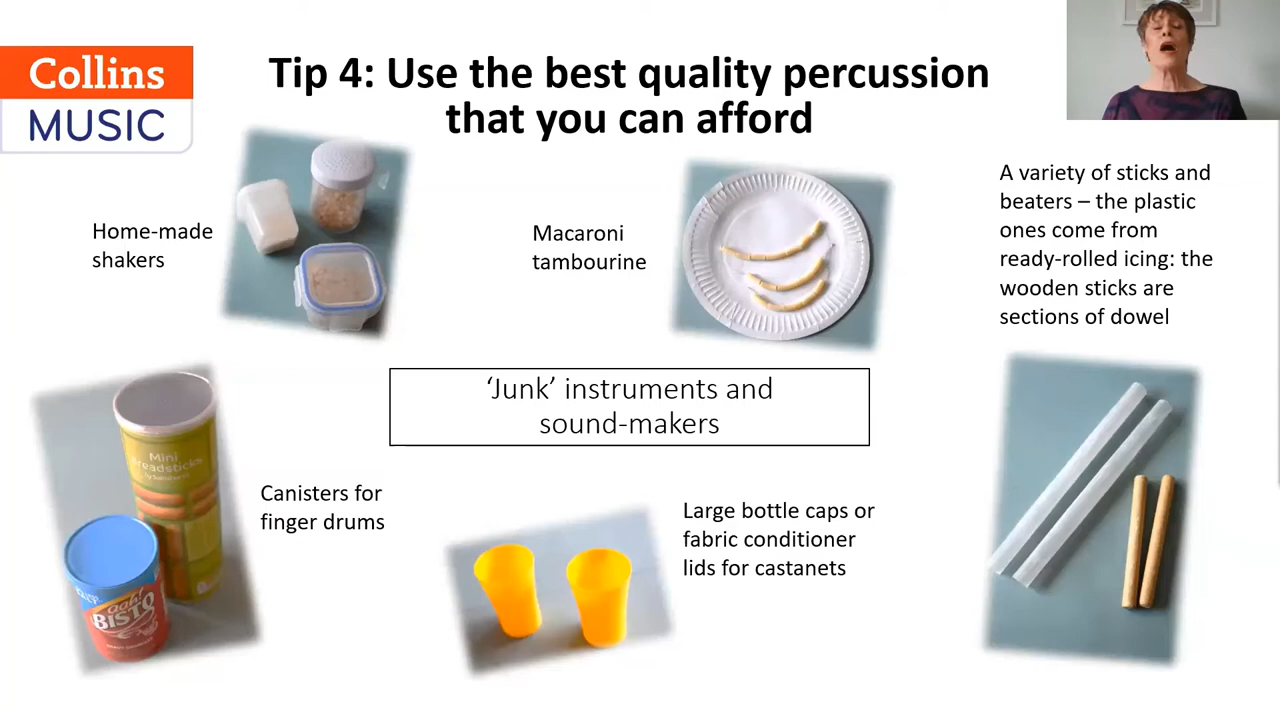 Collins
MUSIC
Tip 4: Use the best quality percussion
that you can afford
Home-made
shakers
Macaroni
tambourine
A variety of sticks and
beaters – the plastic
ones come from
ready-rolled icing: the
wooden sticks are
sections of dowel
‘Junk’ instruments and
sound-makers
Mini
Breadsticks
Canisters for
finger drums
Large bottle caps or
fabric conditioner
lids for castanets
aah!
BISTO